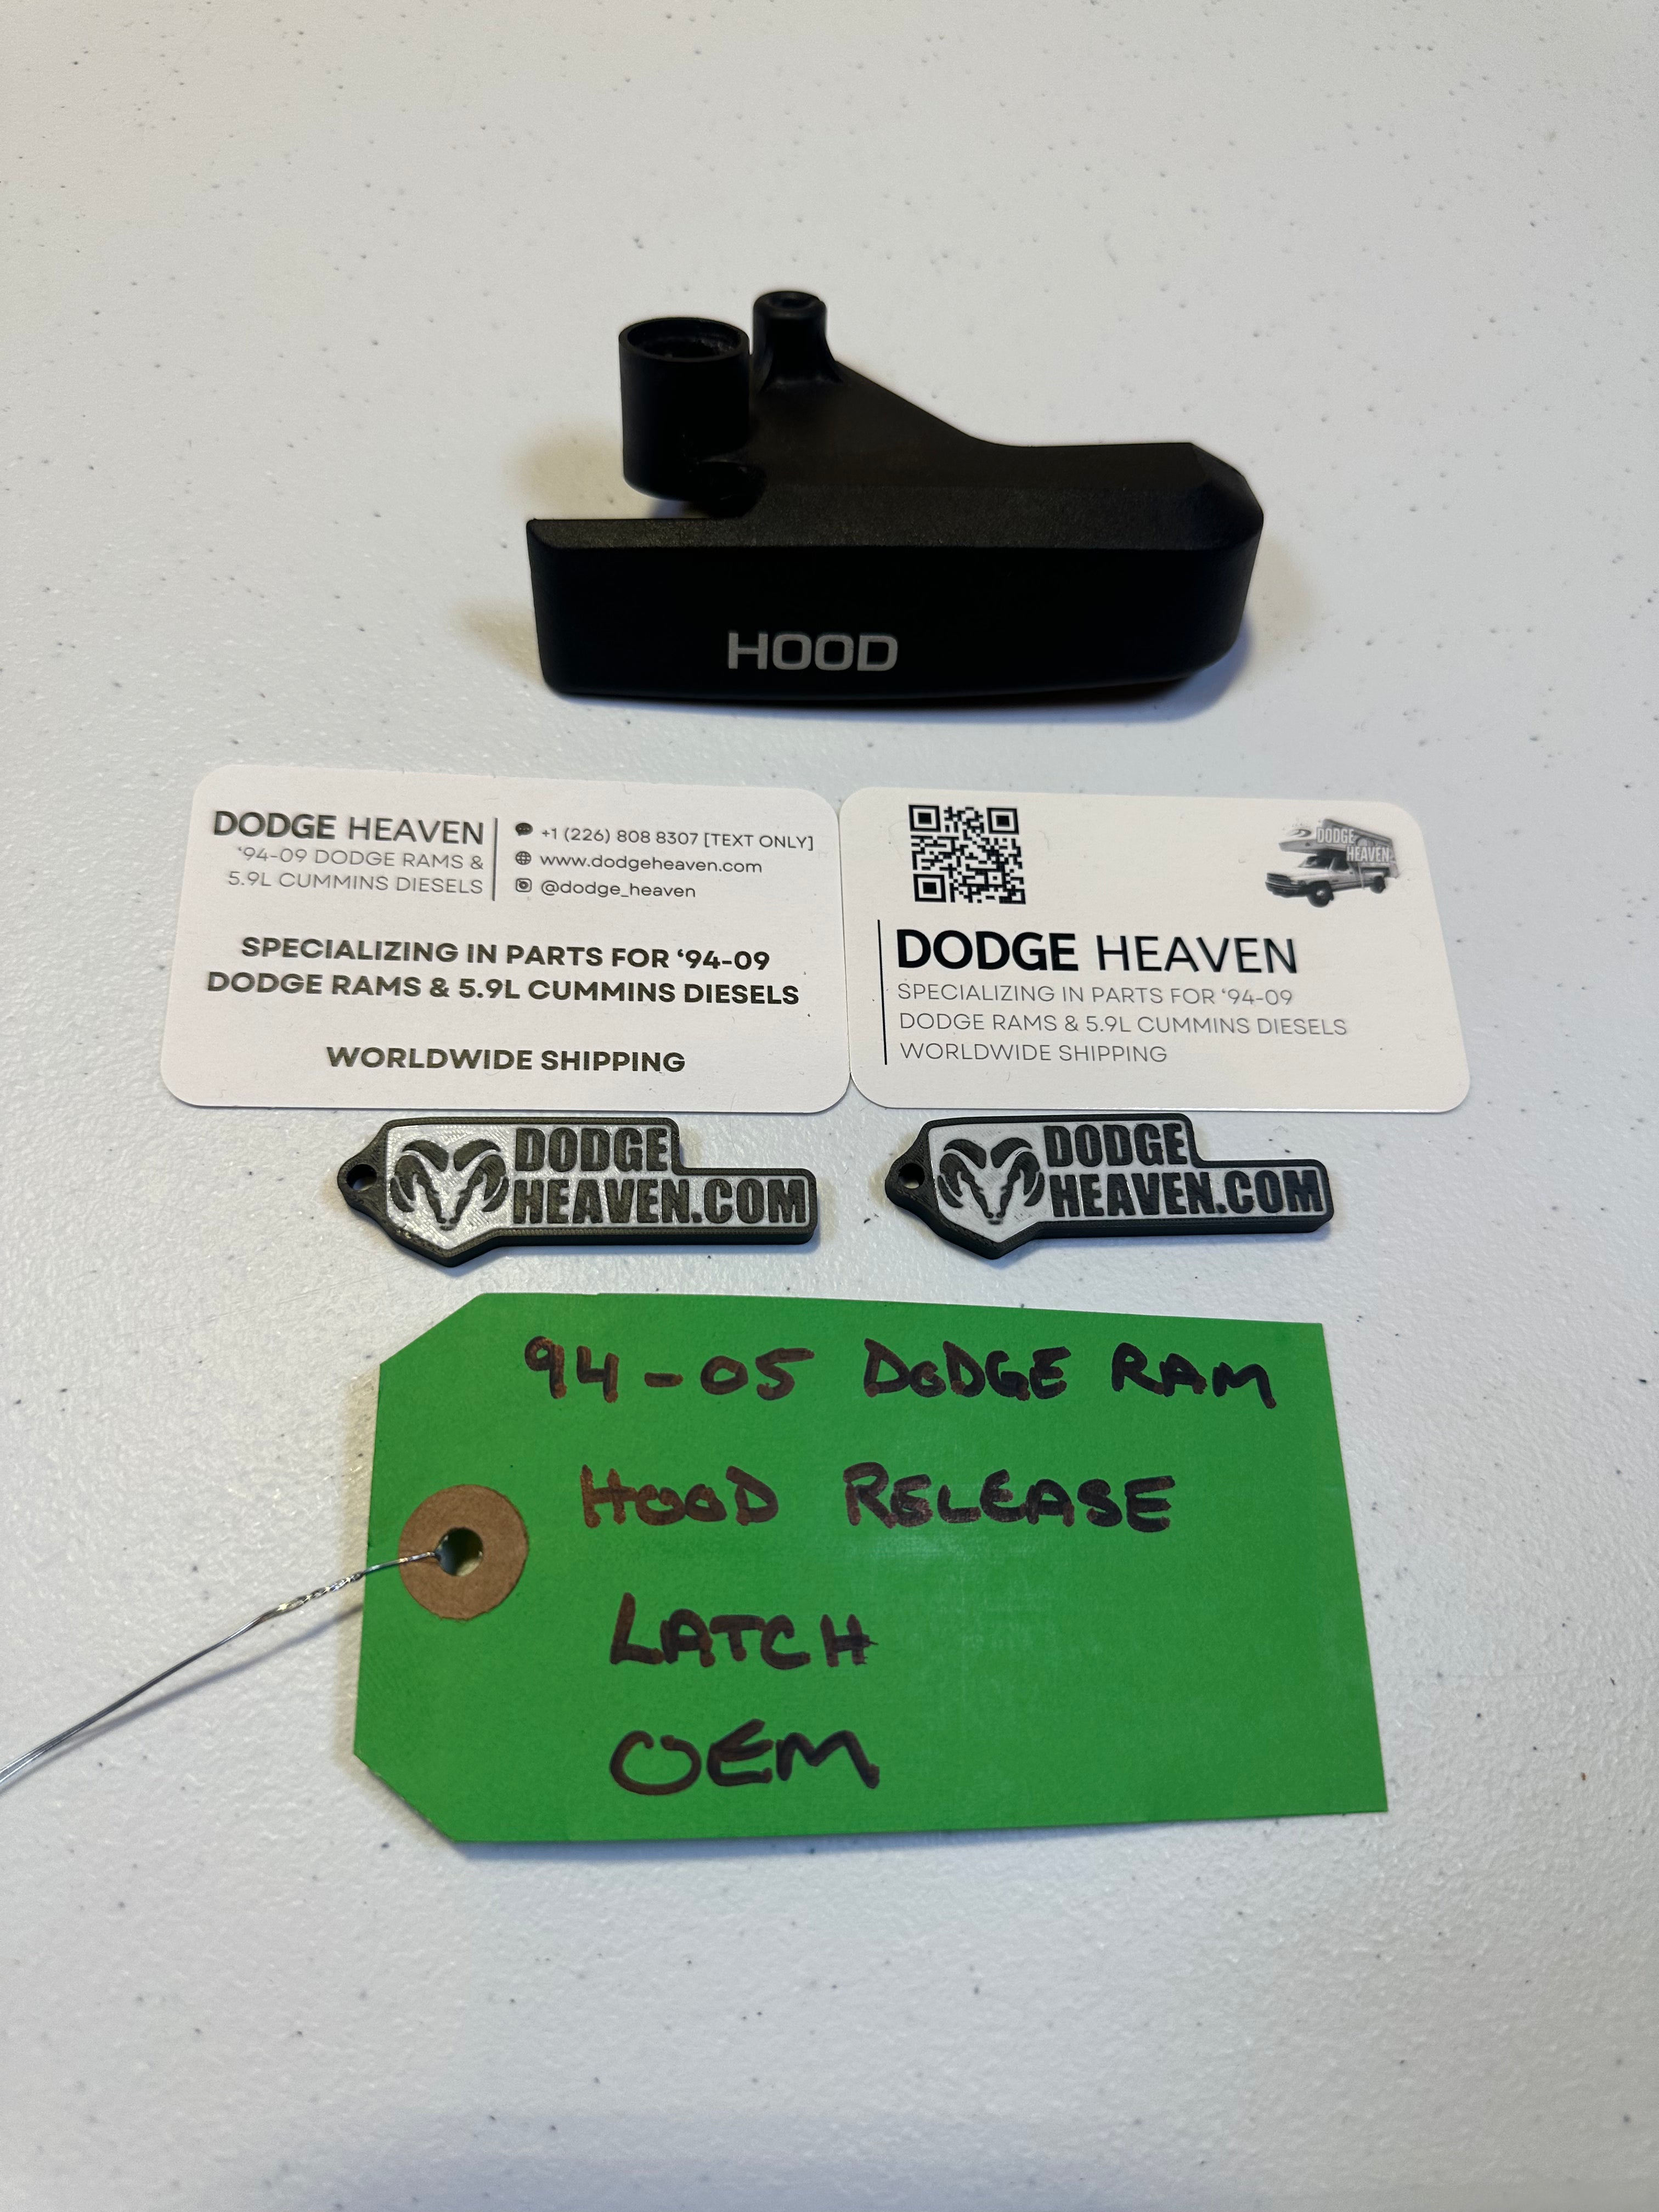 HOOD
DODGE HEAVEN
‘94-09 DODGE RAMS &
5.9L CUMMINS DIESELS
+1 (226) 808 8307 [TEXT ONLY]
www.dodgeheaven.com
@dodge_heaven
SPECIALIZING IN PARTS FOR ‘94-09
DODGE RAMS & 5.9L CUMMINS DIESELS
WORLDWIDE SHIPPING
DODGE
HEAVEN
DODGE HEAVEN
SPECIALIZING IN PARTS FOR ‘94-09
DODGE RAMS & 5.9L CUMMINS DIESELS
WORLDWIDE SHIPPING
DODGE
HEAVEN.COM
DODGE
HEAVEN.COM
94-05 DODGE RAM
HOOD RELEASE
LATCH
OEM